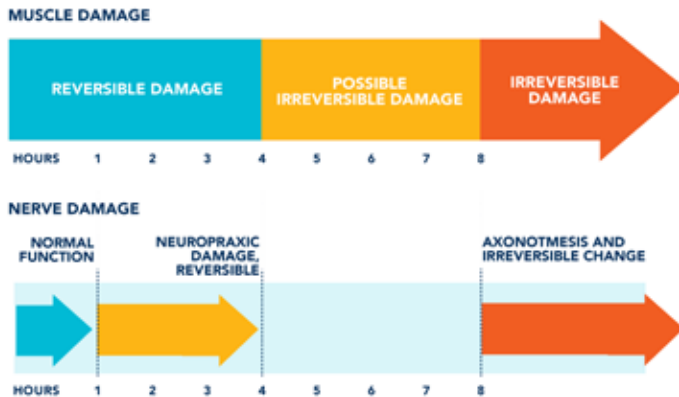 MUSCLE DAMAGE
REVERSIBLE DAMAGE
POSSIBLE
IRREVERSIBLE DAMAGE
IRREVERSIBLE
DAMAGE
HOURS 1 2 3 4 5 6 7 8
NERVE DAMAGE
NORMAL
FUNCTION
NEUROPRAXIC
DAMAGE,
REVERSIBLE
AXONOTMESIS AND
IRREVERSIBLE CHANGE
HOURS 1 2 3 4 5 6 7 8